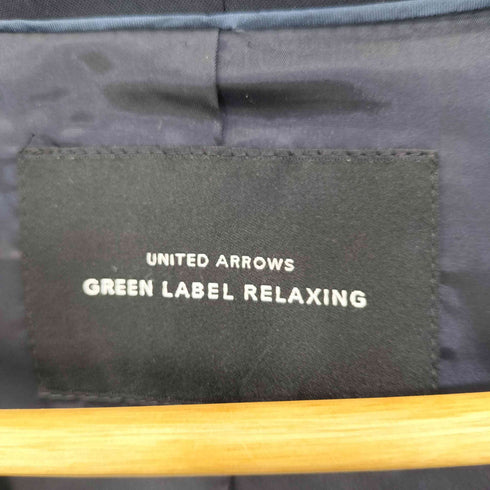 UNITED ARROWS
GREEN LABEL RELAXING